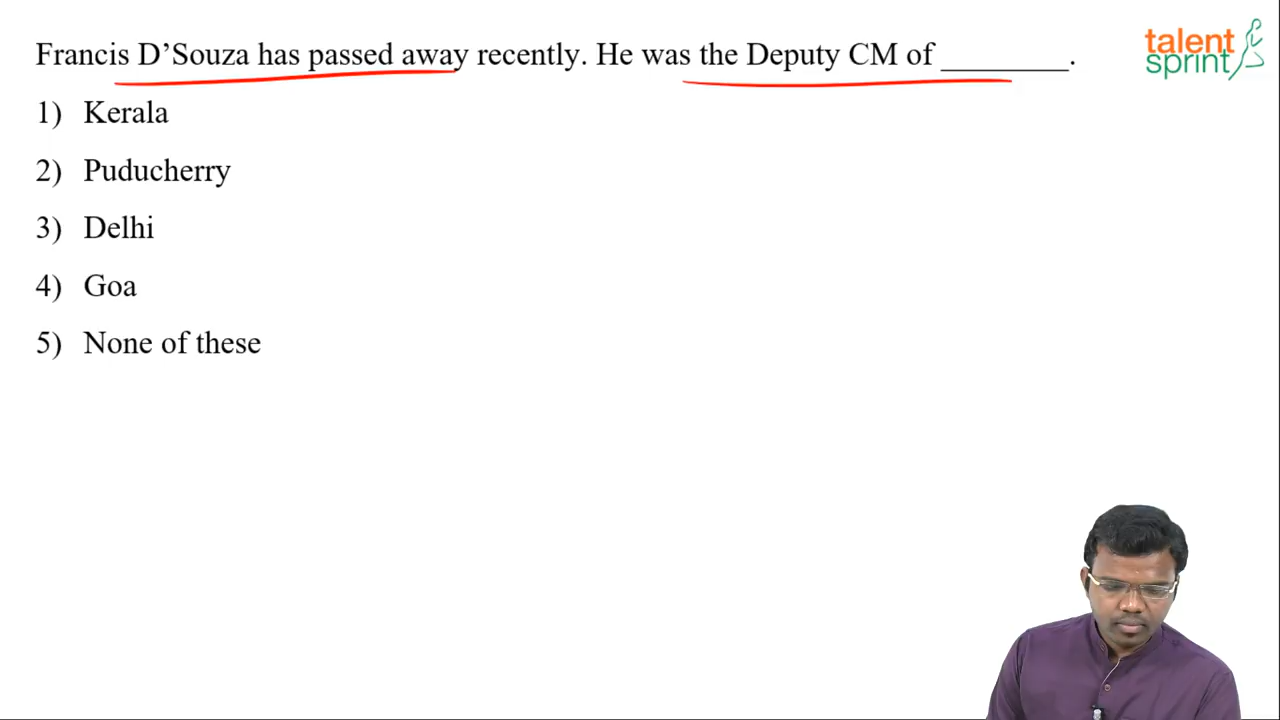 Francis D’Souza has passed away recently. He was the Deputy CM of ________.
talent
sprint
1) Kerala
2) Puducherry
3) Delhi
4) Goa
5) None of these